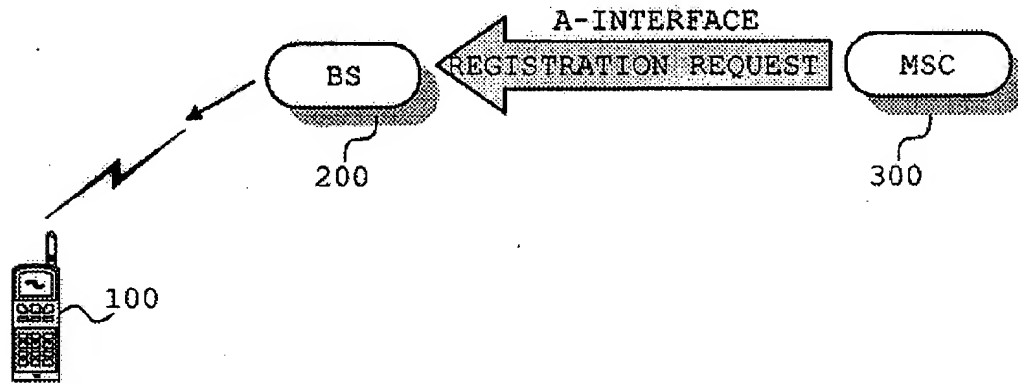 A-INTERFACE
BS
REGISTRATION REQUEST
MSC
200
300
100